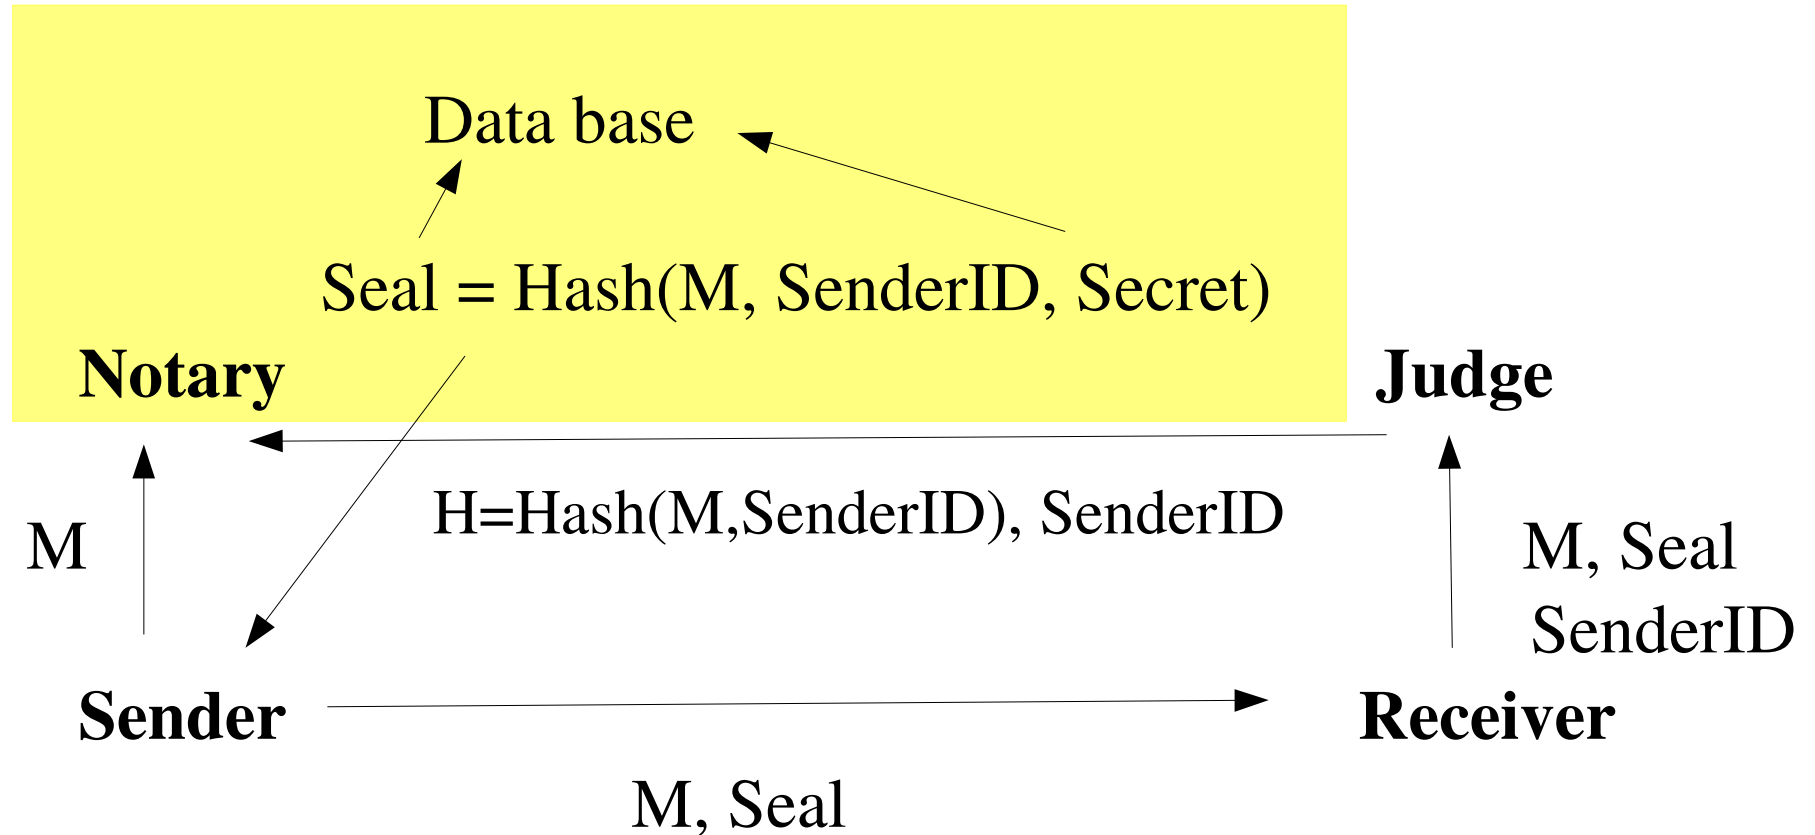 Data base
Seal = Hash(M, SenderID, Secret)
Notary
Judge
H=Hash(M,SenderID), SenderID
M
M, Seal
SenderID
Sender
Receiver
M, Seal